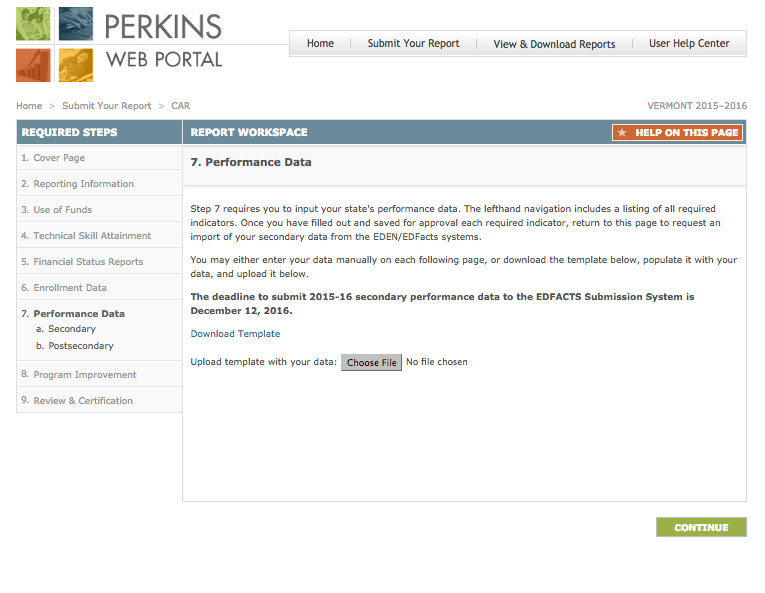 PERKINS
WEB PORTAL
Home | Submit Your Report | View & Download Reports | User Help Center
Home > Submit Your Report > CAR
VERMONT 2015–2016
REQUIRED STEPS
1. Cover Page
2. Reporting Information
3. Use of Funds
4. Technical Skill Attainment
5. Financial Status Reports
6. Enrollment Data
7. Performance Data
a. Secondary
b. Postsecondary
8. Program Improvement
9. Review & Certification
REPORT WORKSPACE
★ HELP ON THIS PAGE
7. Performance Data
Step 7 requires you to input your state's performance data. The lefthand navigation includes a listing of all required
indicators. Once you have filled out and saved for approval each required indicator, return to this page to request an
import of your secondary data from the EDEN/EDFacts systems.
You may either enter your data manually on each following page, or download the template below, populate it with your
data, and upload it below.
The deadline to submit 2015-16 secondary performance data to the EDFACTS Submission System is
December 12, 2016.
Download Template
Upload template with your data: Choose File No file chosen
CONTINUE